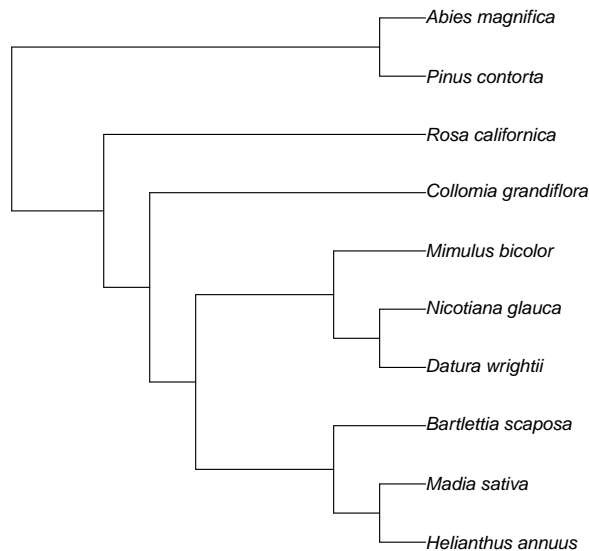 Abies magnifica
Pinus contorta
Rosa californica
Collomia grandiflora
Mimulus bicolor
Nicotiana glauca
Datura wrightii
Bartlettia scaposa
Madia sativa
Helianthus annuus